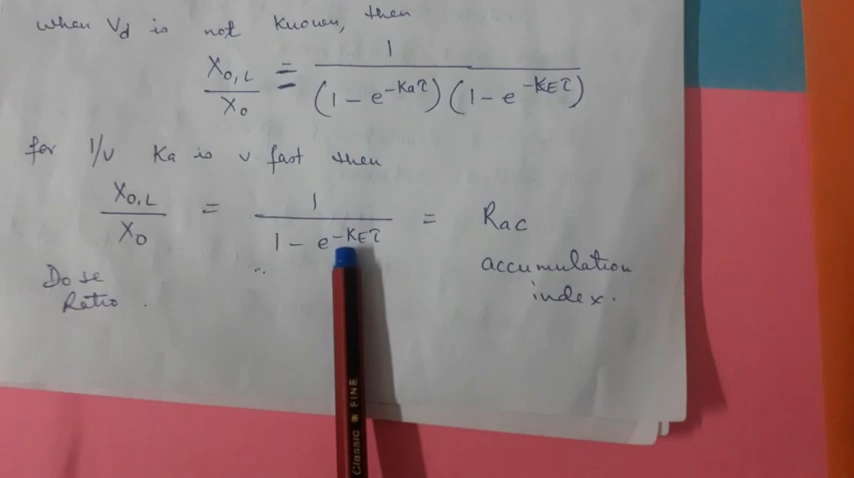 when Vd is not known, then
X0,L / X0 = 1 / (1 - e^-Kaτ) (1 - e^-KEτ)
for 1/v Ka is v fast then
X0,L / X0 = 1 / 1 - e^-KEτ = Rac
accumulation
index.
Dose
Ratio.
Classic FINE